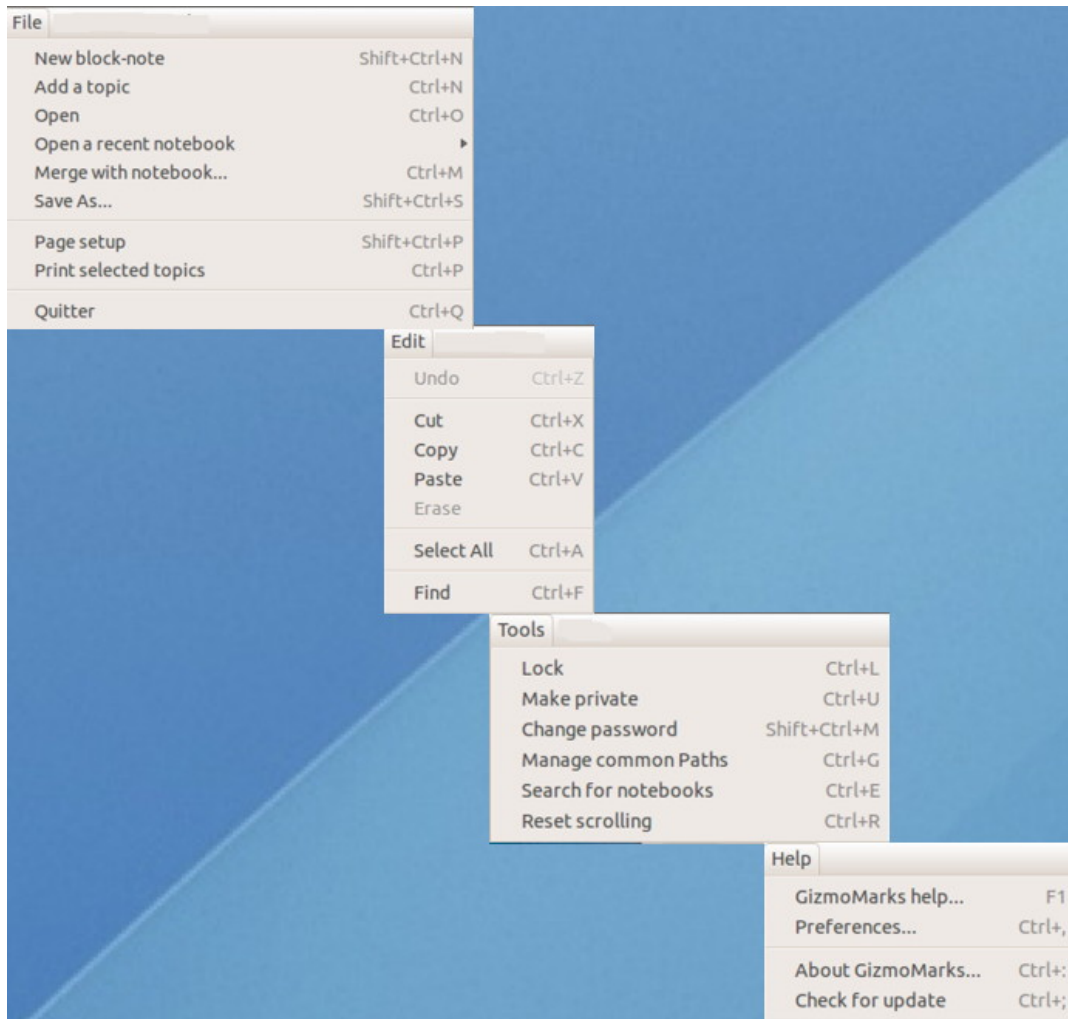 File
New block-note Shift+Ctrl+N
Add a topic Ctrl+N
Open Ctrl+O
Open a recent notebook
Merge with notebook... Ctrl+M
Save As... Shift+Ctrl+S
Page setup Shift+Ctrl+P
Print selected topics Ctrl+P
Quitter Ctrl+Q
Edit
Undo Ctrl+Z
Cut Ctrl+X
Copy Ctrl+C
Paste Ctrl+V
Erase
Select All Ctrl+A
Find Ctrl+F
Tools
Lock Ctrl+L
Make private Ctrl+U
Change password Shift+Ctrl+M
Manage common Paths Ctrl+G
Search for notebooks Ctrl+E
Reset scrolling Ctrl+R
Help
GizmoMarks help... F1
Preferences... Ctrl+,
About GizmoMarks... Ctrl+:
Check for update Ctrl+;